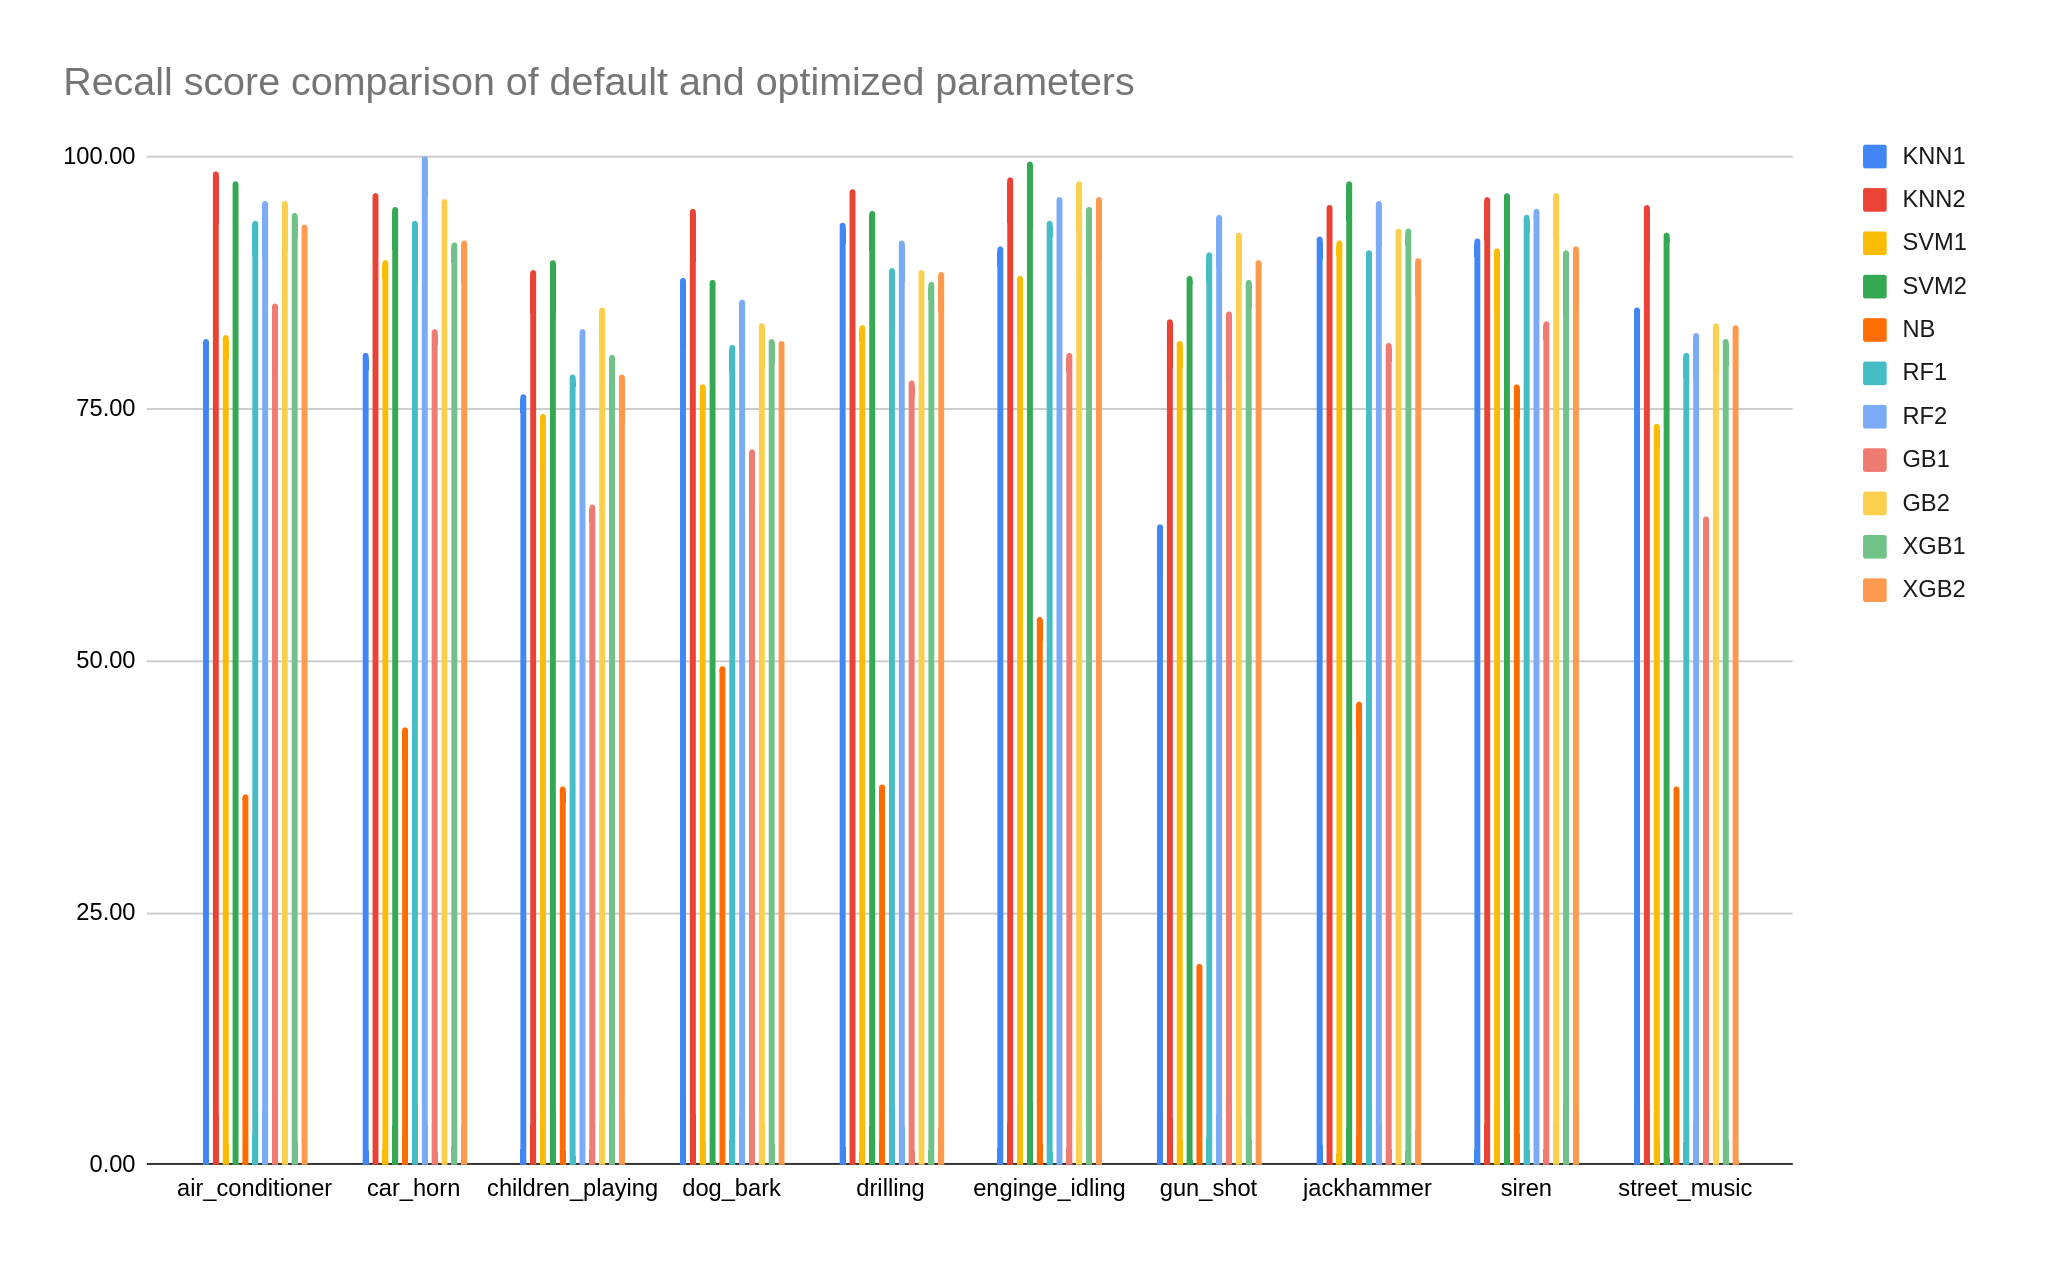 Recall score comparison of default and optimized parameters
100.00
75.00
50.00
25.00
0.00
air_conditioner
car_horn
children_playing
dog_bark
drilling
enginge_idling
gun_shot
jackhammer
siren
street_music
KNN1
KNN2
SVM1
SVM2
NB
RF1
RF2
GB1
GB2
XGB1
XGB2